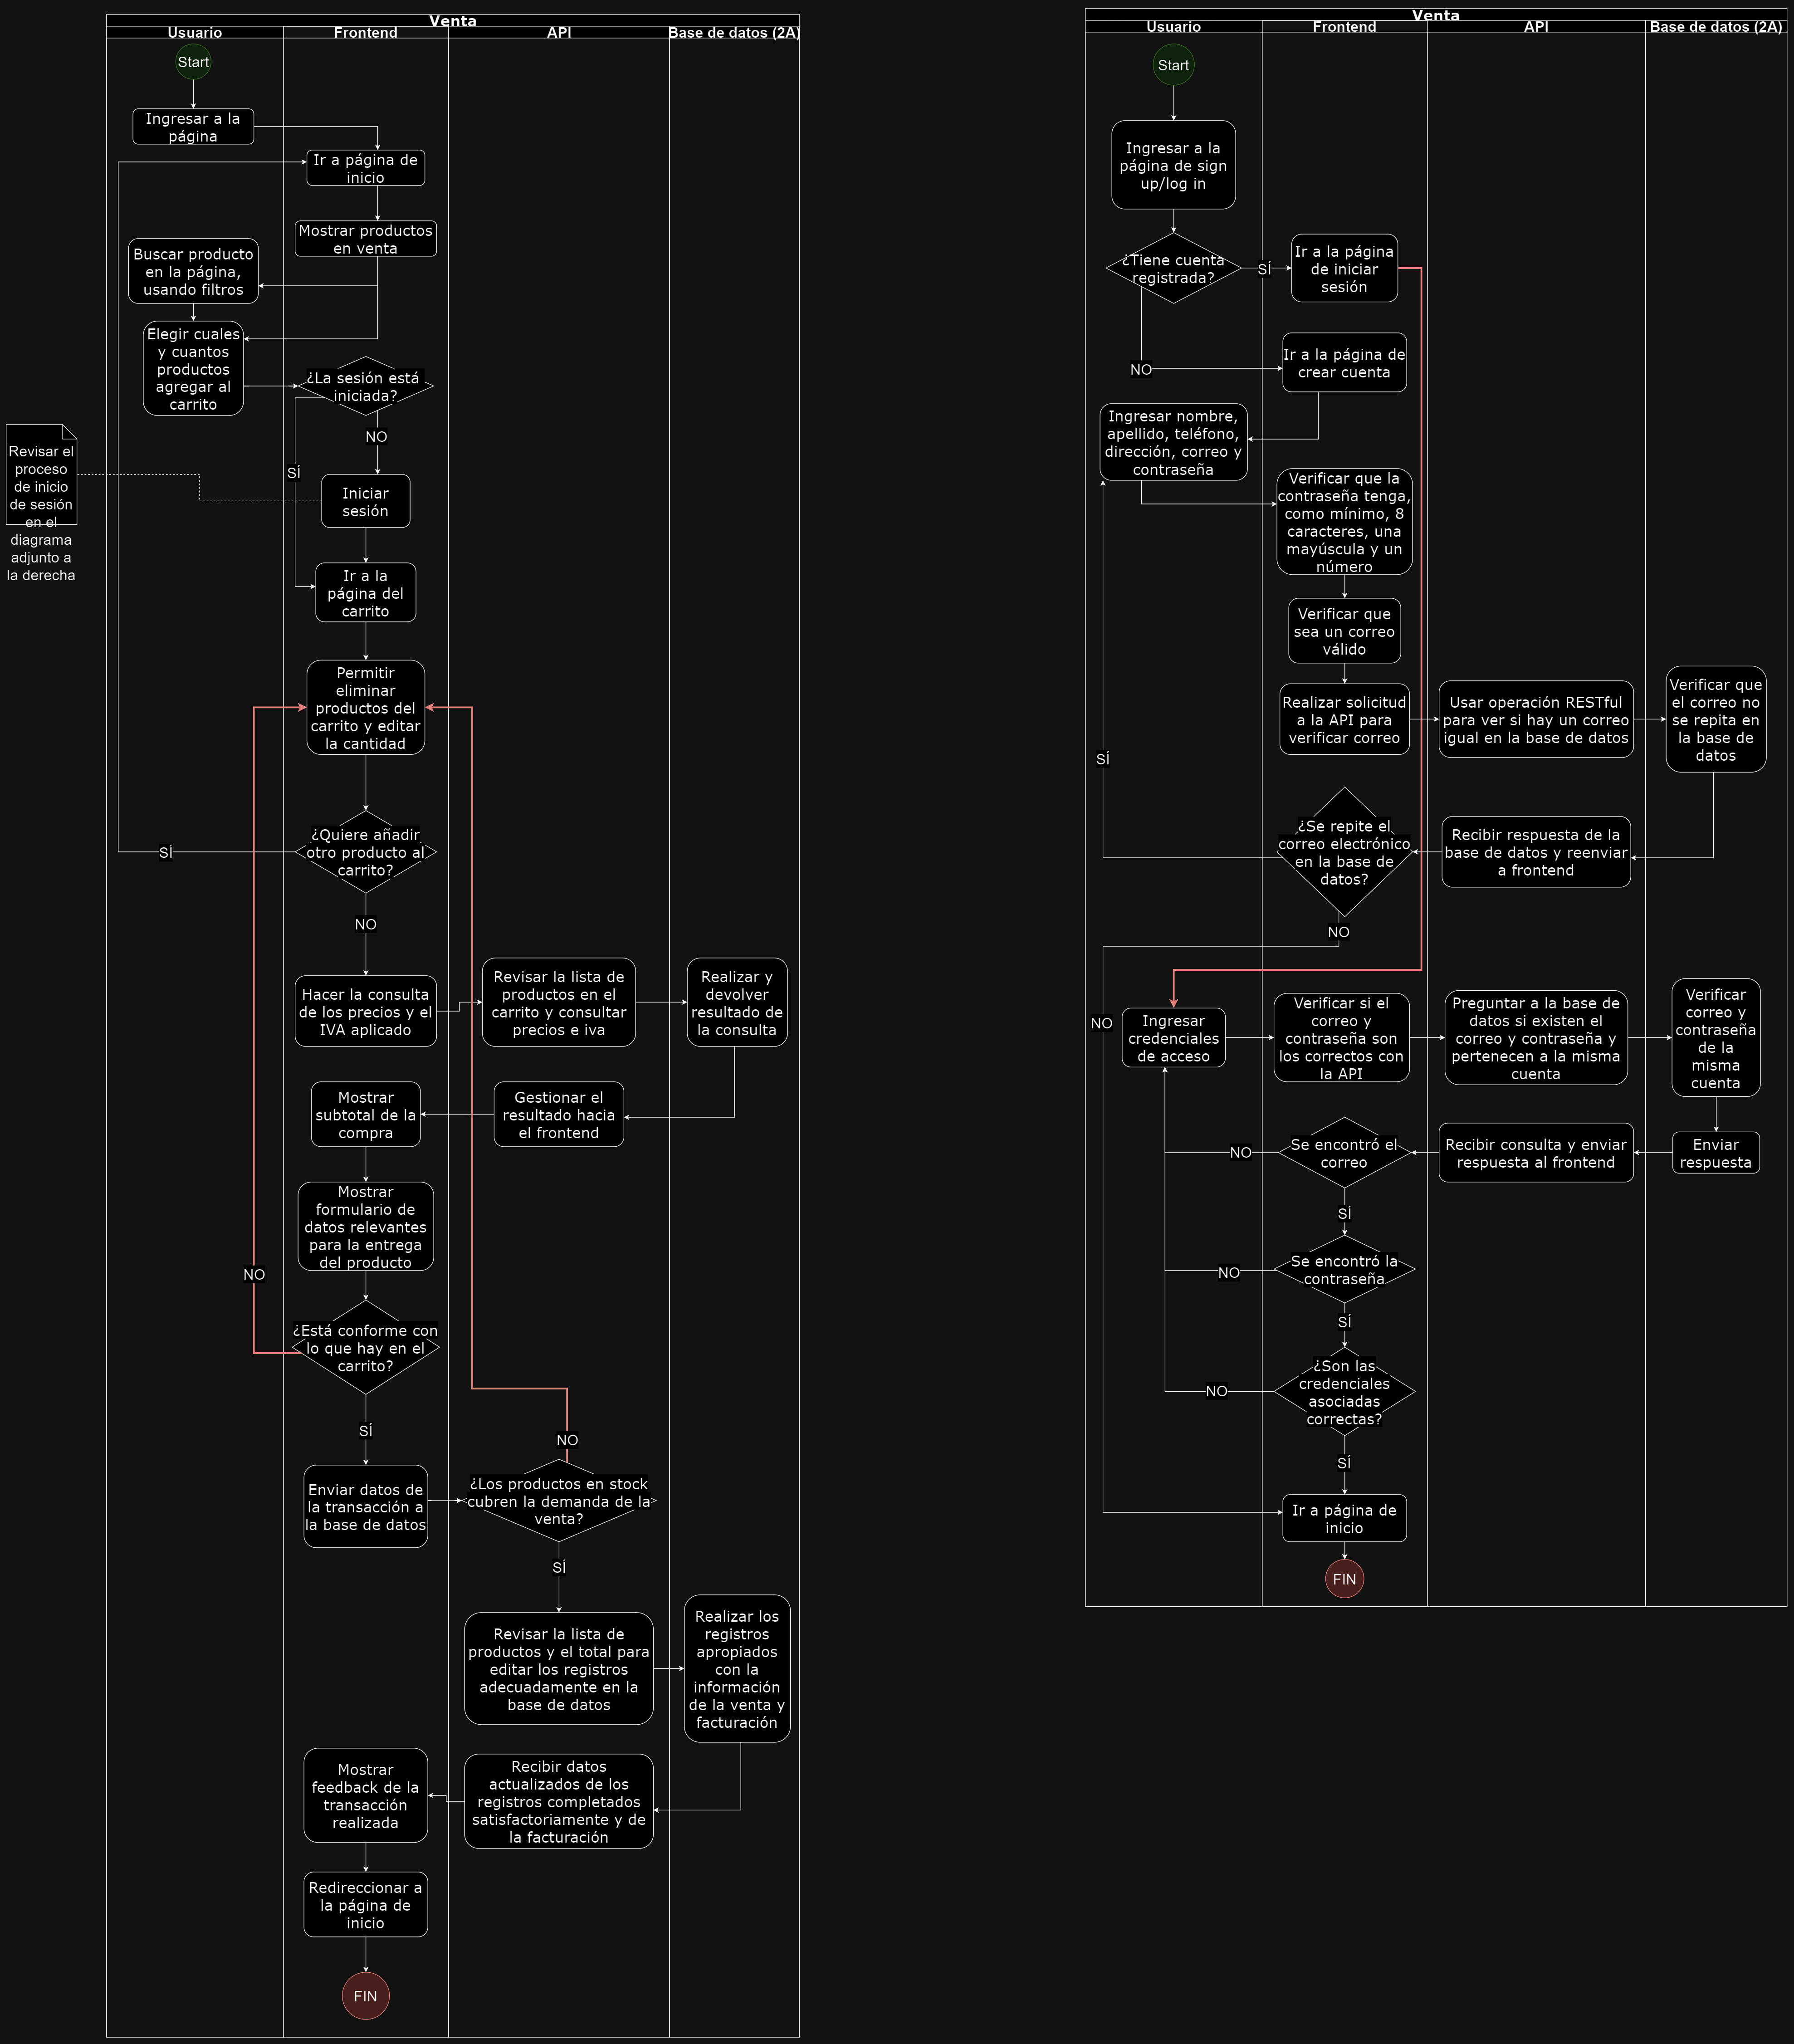 Venta
Usuario
Frontend
API
Base de datos (2A)
Start
Ingresar a la
página
Ir a página de
inicio
Mostrar productos
en venta
Buscar producto
en la página,
usando filtros
Elegir cuales
y cuantos
productos
agregar al
carrito
¿La sesión está
iniciada?
NO
SÍ
Revisar el
proceso
de inicio
de sesión
en el
diagrama
adjunto a
la derecha
Iniciar
sesión
Ir a la
página del
carrito
Permitir
eliminar
productos del
carrito y editar
la cantidad
¿Quiere añadir
otro producto al
carrito?
SÍ
NO
Hacer la consulta
de los precios y el
IVA aplicado
Revisar la lista de
productos en el
carrito y consultar
precios e iva
Realizar y
devolver
resultado de
la consulta
Mostrar
subtotal de la
compra
Gestionar el
resultado hacia
el frontend
Mostrar
formulario de
datos relevantes
para la entrega
del producto
NO
¿Está conforme con
lo que hay en el
carrito?
SÍ
NO
Enviar datos de
la transacción a
la base de datos
¿Los productos en stock
cubren la demanda de la
venta?
SÍ
Revisar la lista de
productos y el total para
editar los registros
adecuadamente en la
base de datos
Realizar los
registros
apropiados
con la
información
de la venta y
facturación
Mostrar
feedback de la
transacción
realizada
Recibir datos
actualizados de los
registros completados
satisfactoriamente y de
la facturación
Redireccionar a
la página de
inicio
FIN
Venta
Usuario
Frontend
API
Base de datos (2A)
Start
Ingresar a la
página de sign
up/log in
¿Tiene cuenta
registrada?
SÍ
Ir a la página
de iniciar
sesión
NO
Ir a la página de
crear cuenta
Ingresar nombre,
apellido, teléfono,
dirección, correo y
contraseña
Verificar que la
contraseña tenga,
como mínimo, 8
caracteres, una
mayúscula y un
número
Verificar que
sea un correo
válido
Realizar solicitud
a la API para
verificar correo
Usar operación RESTful
para ver si hay un correo
igual en la base de datos
Verificar que
el correo no
se repita en
la base de
datos
SÍ
¿Se repite el
correo electrónico
en la base de
datos?
Recibir respuesta de la
base de datos y reenviar
a frontend
NO
NO
Ingresar
credenciales
de acceso
Verificar si el
correo y
contraseña son
los correctos con
la API
Preguntar a la base de
datos si existen el
correo y contraseña y
pertenecen a la misma
cuenta
Verificar
correo y
contraseña
de la
misma
cuenta
NO
Se encontró el
correo
Recibir consulta y enviar
respuesta al frontend
Enviar
respuesta
SÍ
NO
Se encontró la
contraseña
SÍ
NO
¿Son las
credenciales
asociadas
correctas?
SÍ
Ir a página de
inicio
FIN